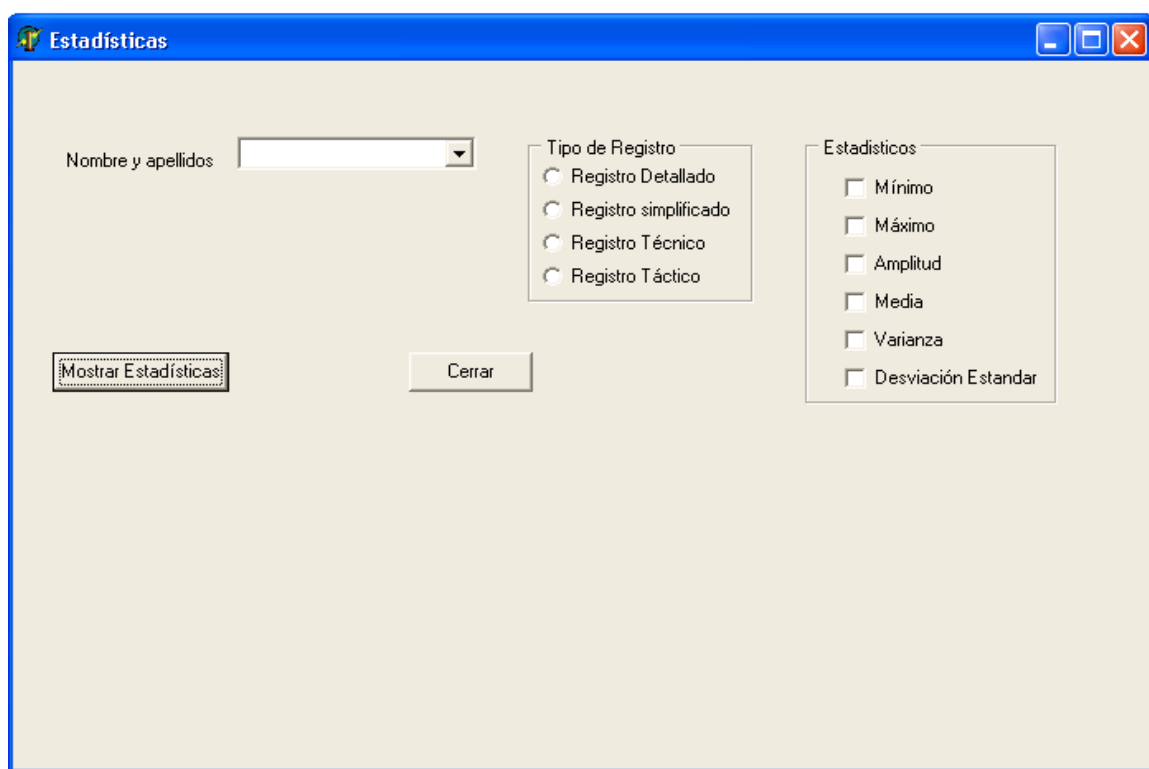 Estadísticas
Nombre y apellidos
Tipo de Registro
Registro Detallado
Registro simplificado
Registro Técnico
Registro Táctico
Estadisticos
Mínimo
Máximo
Amplitud
Media
Varianza
Desviación Estandar
Mostrar Estadísticas
Cerrar